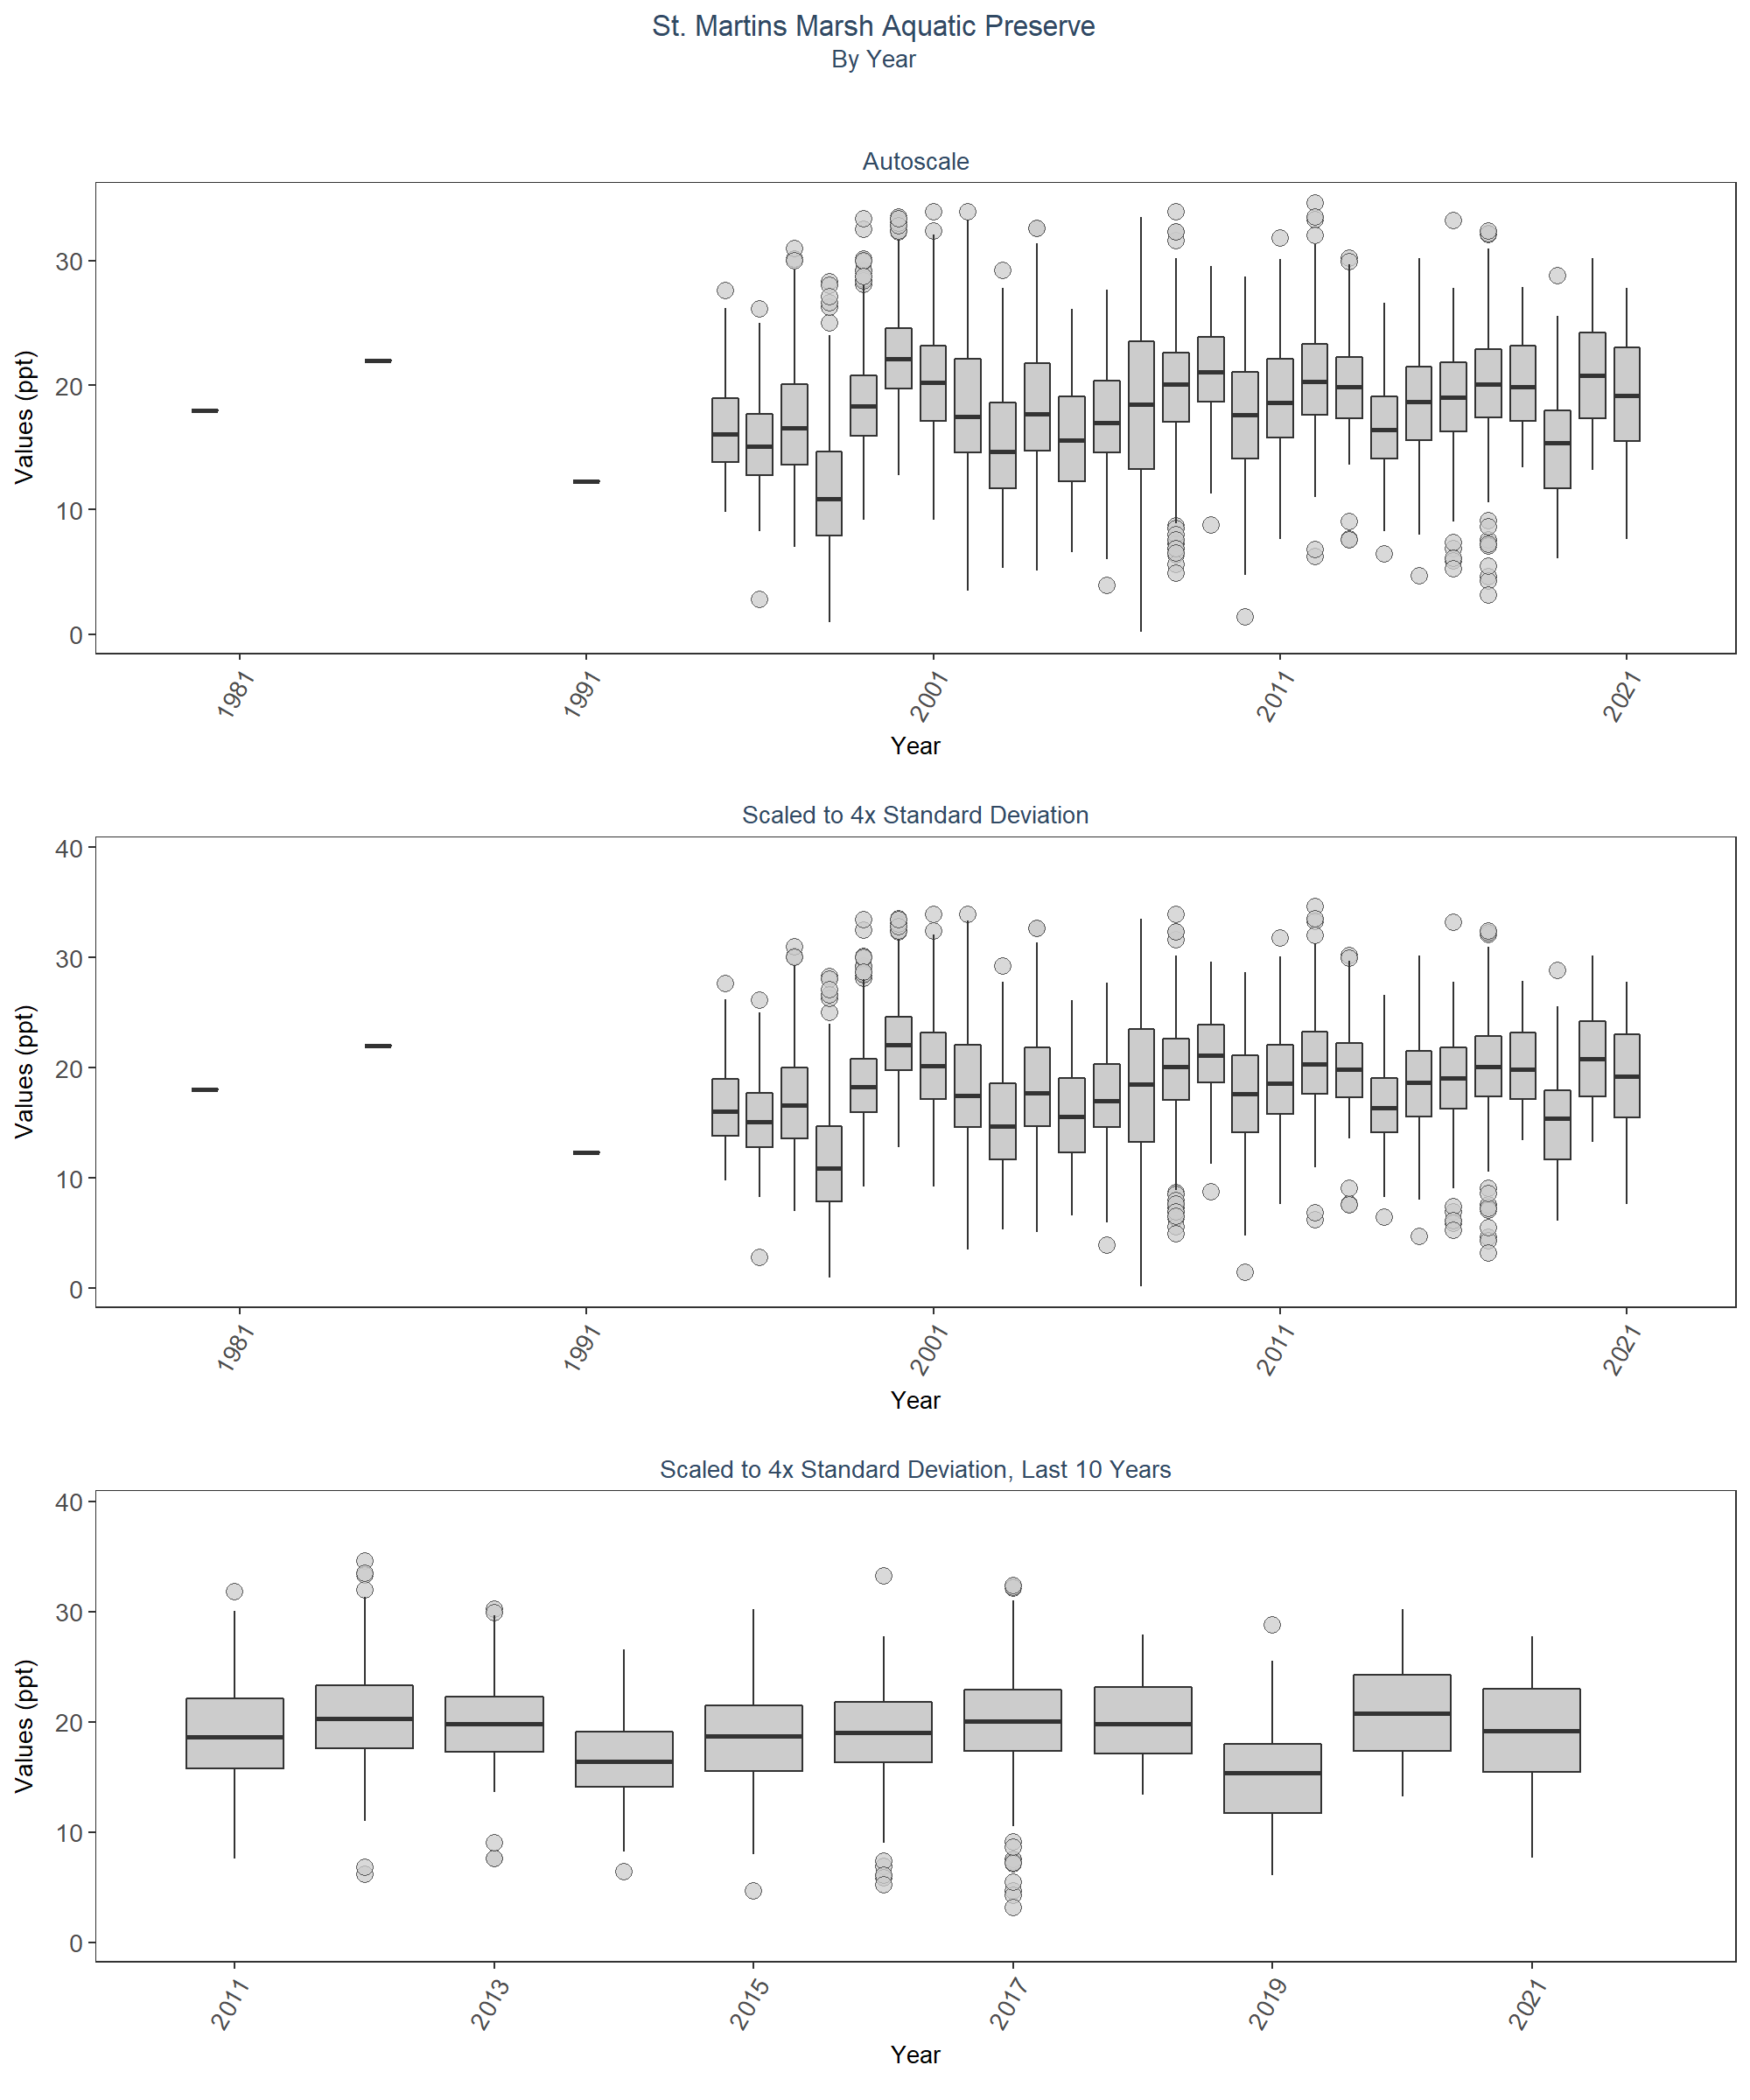 St. Martins Marsh Aquatic Preserve
By Year
Autoscale
Values (ppt)
30
20
10
0
1981
1991
2001
2011
2021
Year
Scaled to 4x Standard Deviation
Values (ppt)
40
30
20
10
0
1981
1991
2001
2011
2021
Year
Scaled to 4x Standard Deviation, Last 10 Years
Values (ppt)
40
30
20
10
0
2011
2013
2015
2017
2019
2021
Year